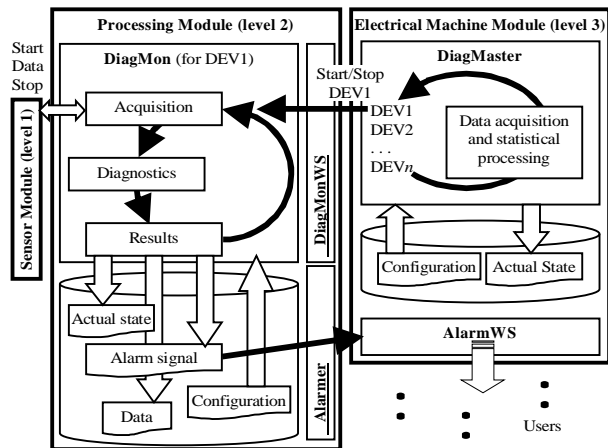 Processing Module (level 2)
Electrical Machine Module (level 3)
Start
Data
Stop
Sensor Module (level 1)
DiagMon (for DEV1)
Acquisition
Diagnostics
Results
DiagMonWS
Start/Stop
DEV1
DiagMaster
DEV1
DEV2
. . .
DEVn
Data acquisition
and statistical
processing
Configuration
Actual State
Actual state
Alarm signal
Data
Configuration
Alarmer
AlarmWS
Users